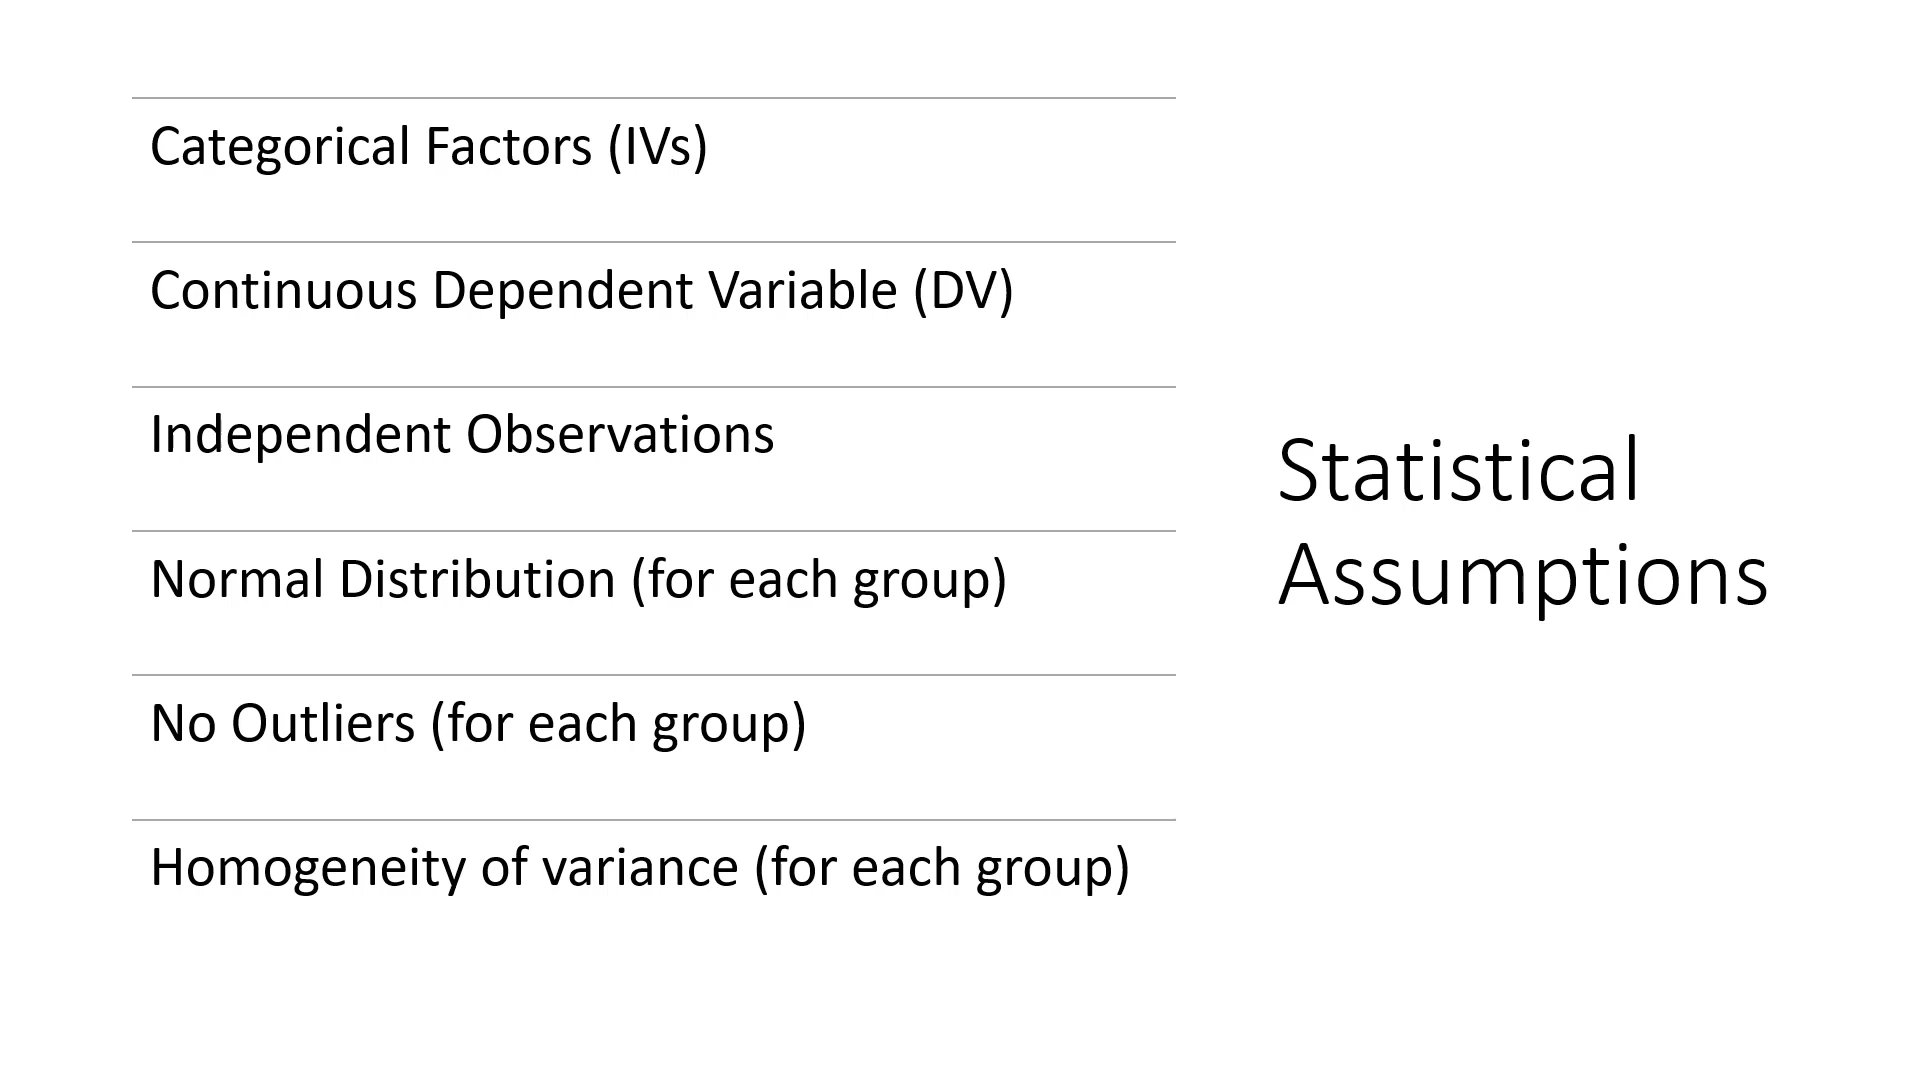 Categorical Factors (IVs)
Continuous Dependent Variable (DV)
Independent Observations
Normal Distribution (for each group)
No Outliers (for each group)
Homogeneity of variance (for each group)
Statistical
Assumptions